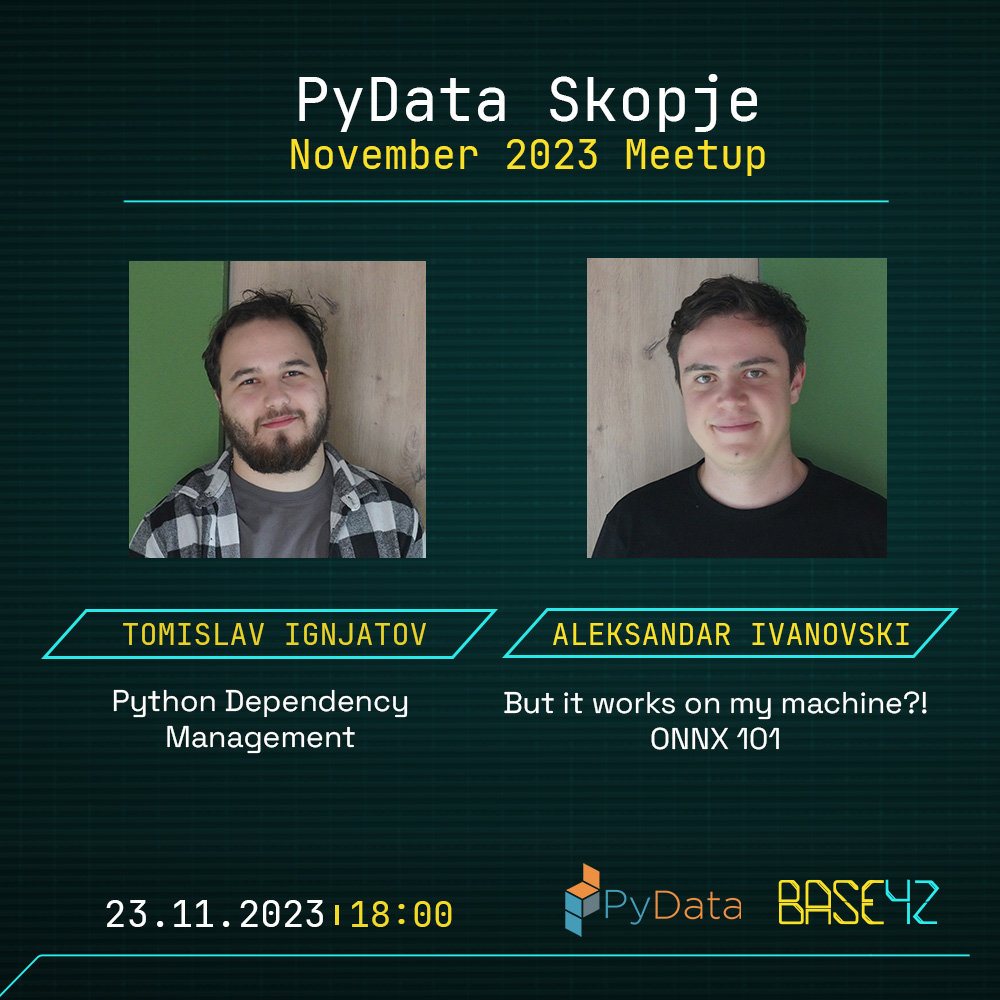 PyData Skopje
November 2023 Meetup
TOMISLAV IGNJATOV
Python Dependency
Management
ALEKSANDAR IVANOVSKI
But it works on my machine?!
ONNX 101
23.11.2023 18:00
PyData
BASE42